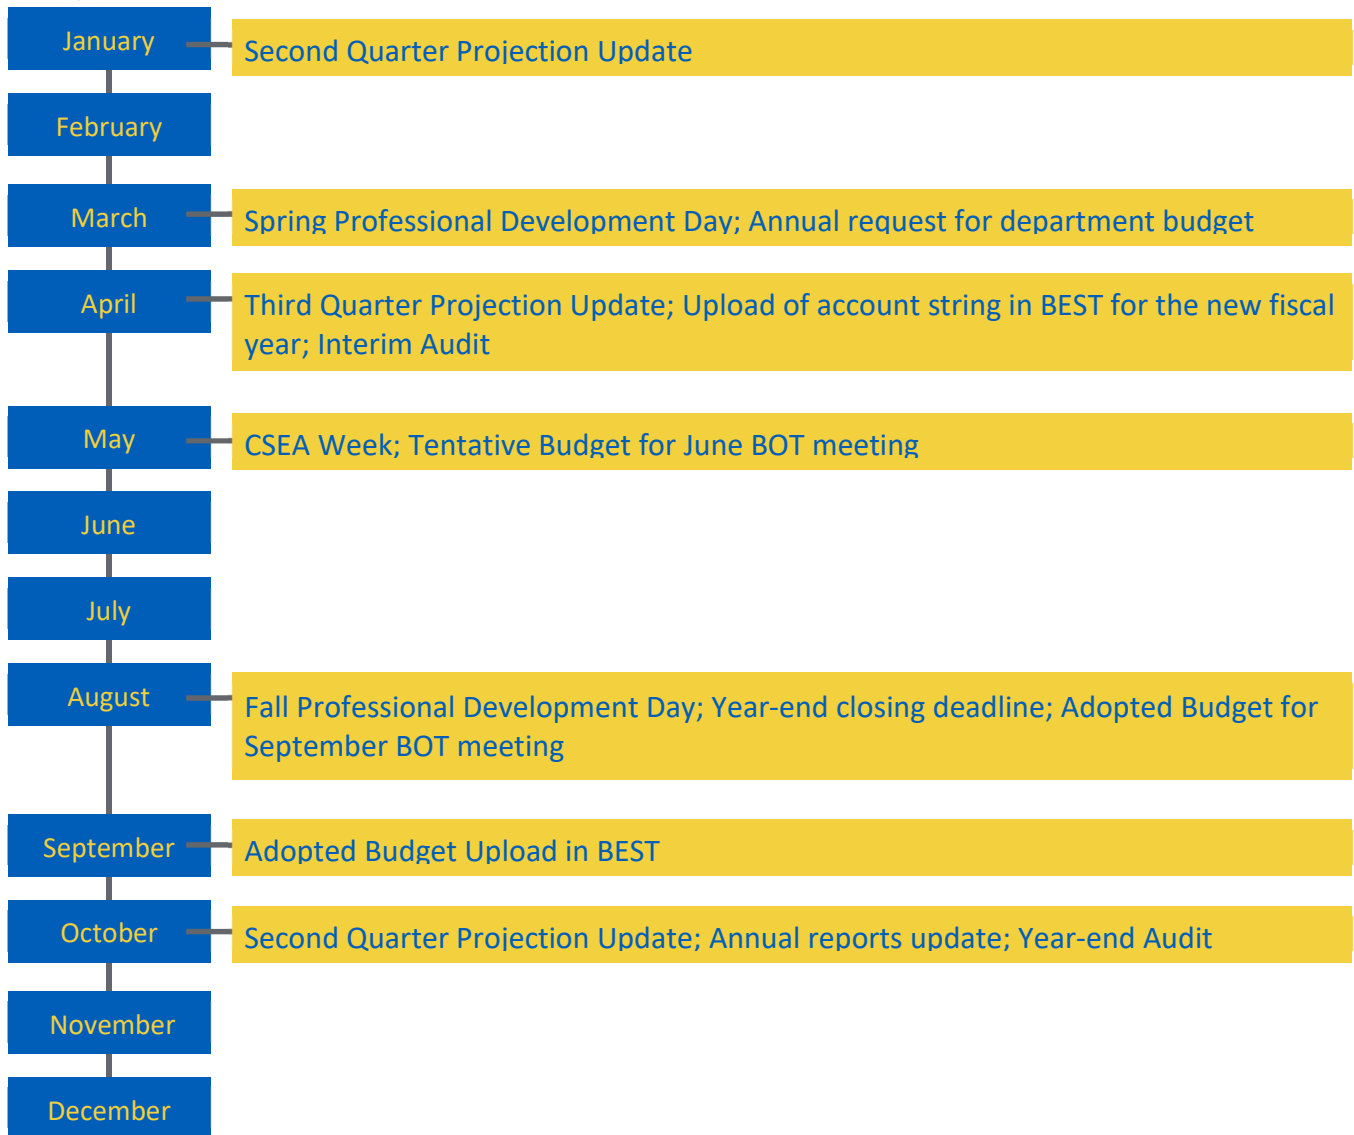 January
Second Quarter Projection Update
February
March
Spring Professional Development Day; Annual request for department budget
April
Third Quarter Projection Update; Upload of account string in BEST for the new fiscal
year; Interim Audit
May
CSEA Week; Tentative Budget for June BOT meeting
June
July
August
Fall Professional Development Day; Year-end closing deadline; Adopted Budget for
September BOT meeting
September
Adopted Budget Upload in BEST
October
Second Quarter Projection Update; Annual reports update; Year-end Audit
November
December